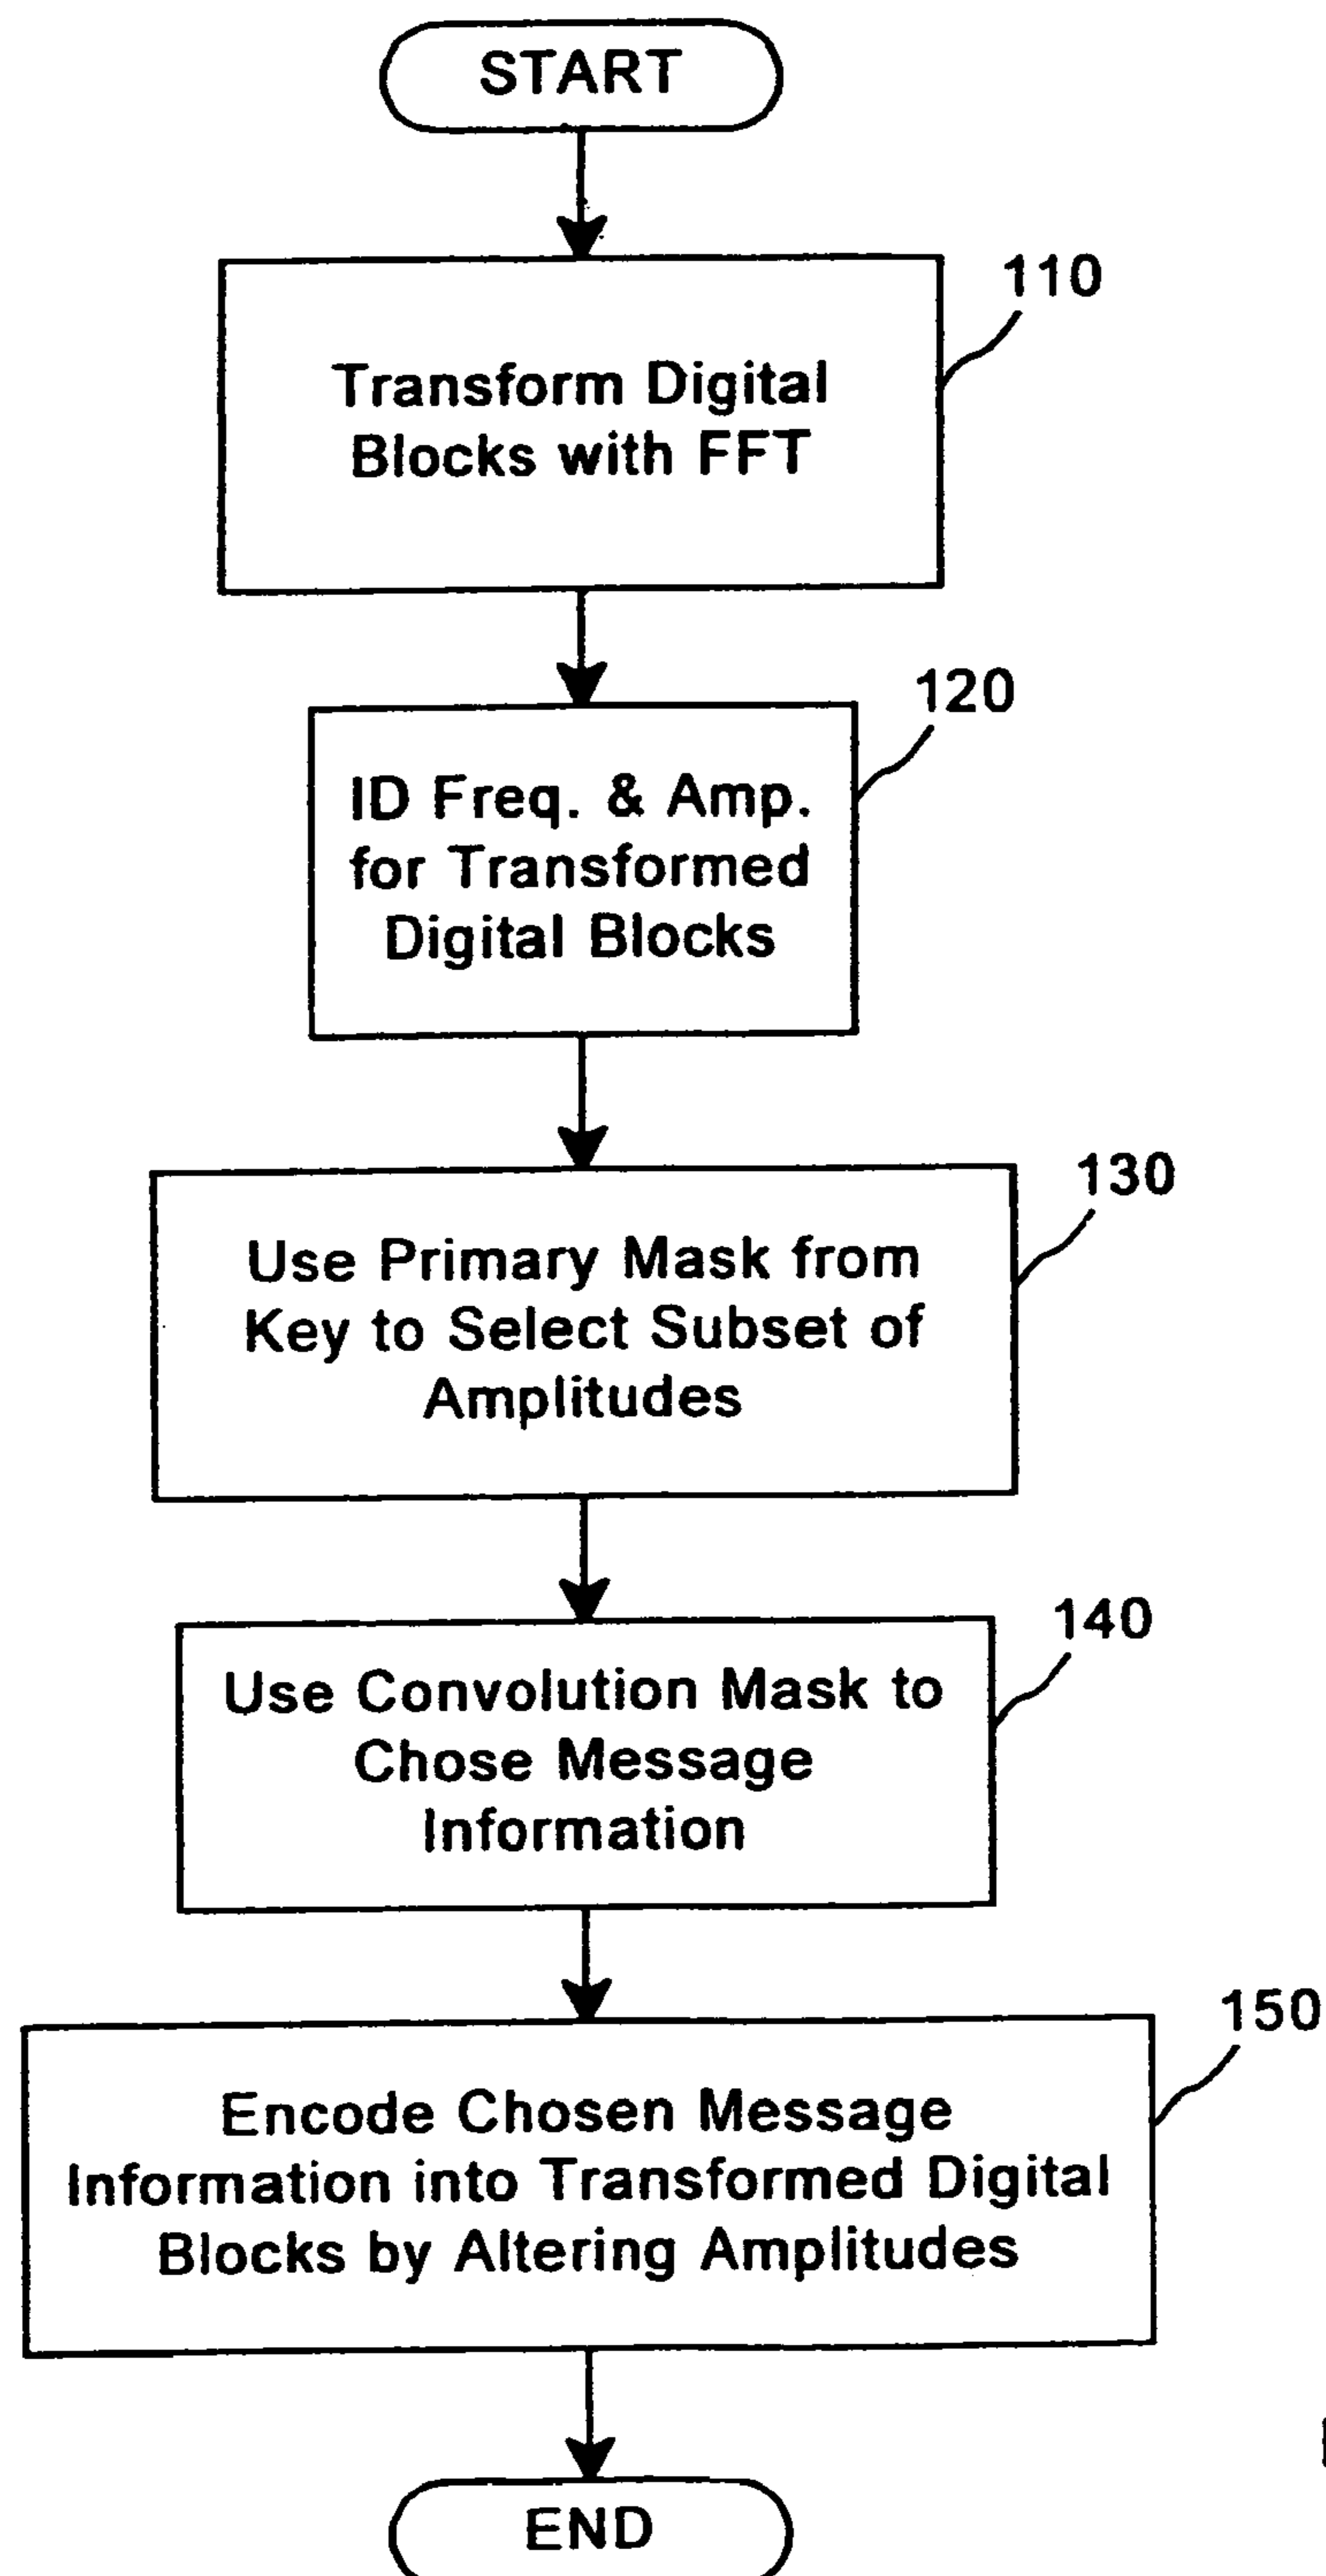 START
110
Transform Digital
Blocks with FFT
120
ID Freq. & Amp.
for Transformed
Digital Blocks
130
Use Primary Mask from
Key to Select Subset of
Amplitudes
140
Use Convolution Mask to
Chose Message
Information
150
Encode Chosen Message
Information into Transformed Digital
Blocks by Altering Amplitudes
END